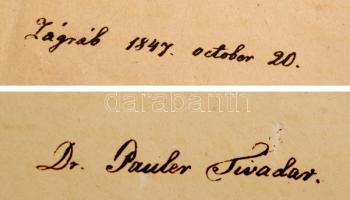 Zágráb 1847. october 20.
darabanth
Dr. Pauler Tivadar.